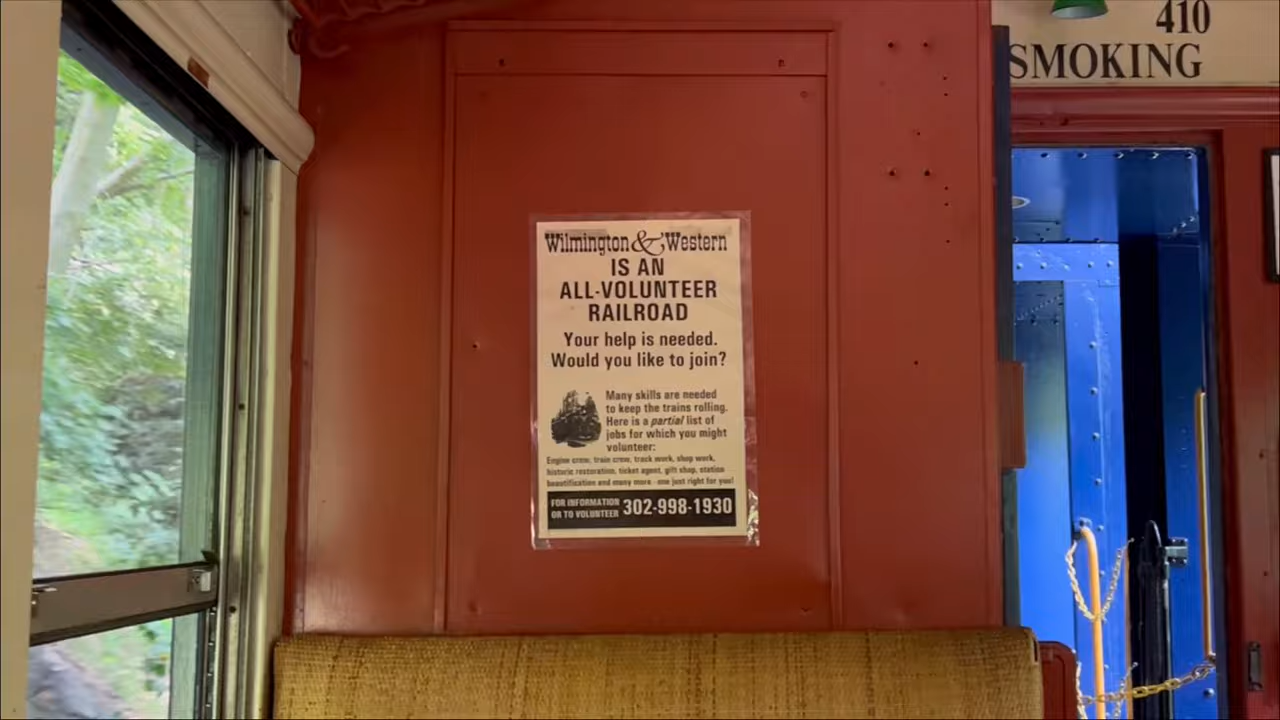 410
SMOKING
Wilmington & Western
IS AN
ALL-VOLUNTEER
RAILROAD
Your help is needed.
Would you like to join?
Many skills are needed
to keep the trains rolling.
Here is a partial list of
jobs for which you might
volunteer:
Engine crew, train crew, track work, shop work,
historic restoration, ticket agent, gift shop, station
beautification and many more - one just right for you!
FOR INFORMATION
OR TO VOLUNTEER 302-998-1930